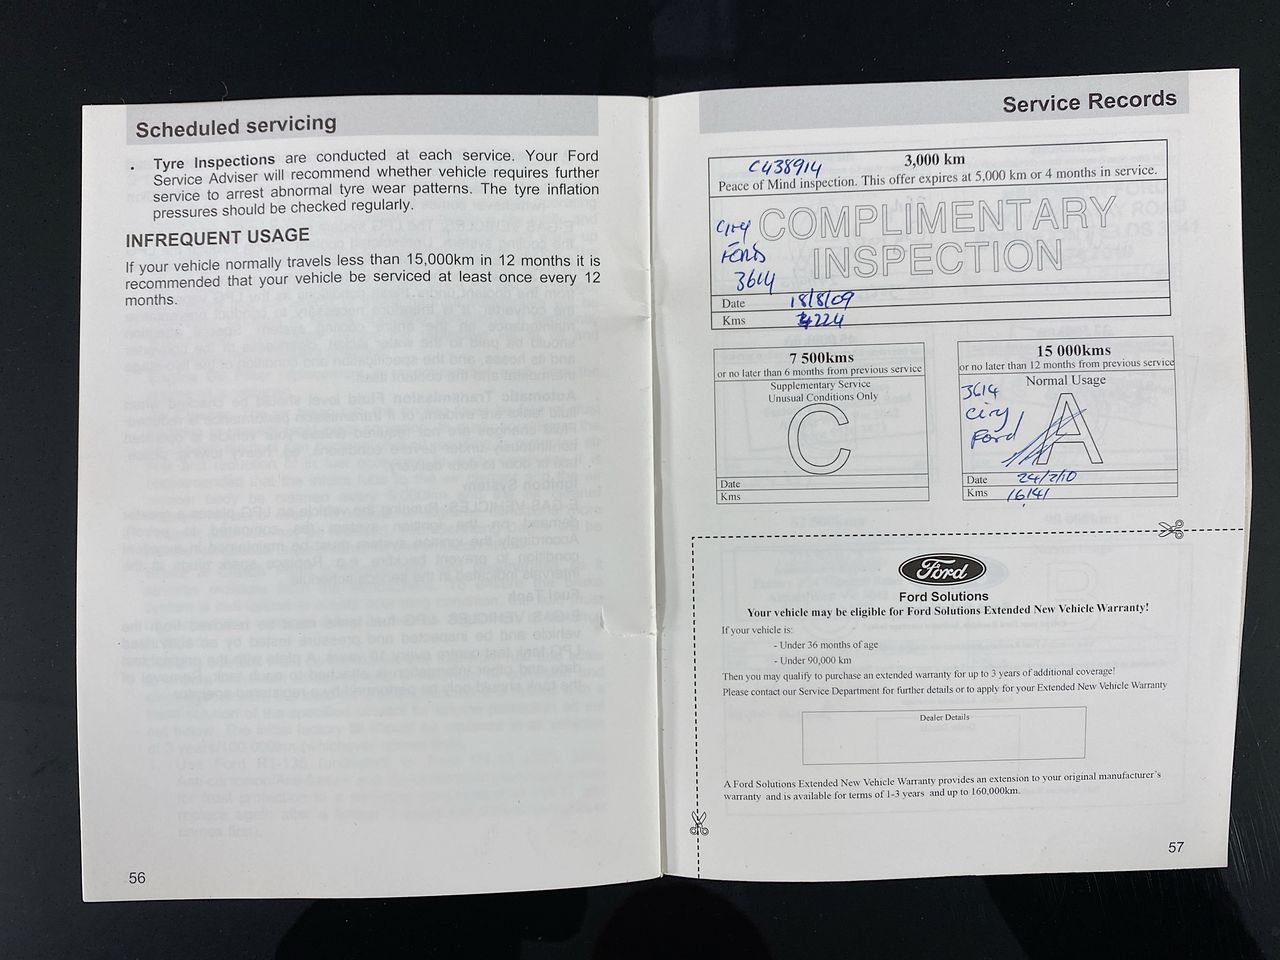 Scheduled servicing
• Tyre Inspections are conducted at each service. Your Ford
Service Adviser will recommend whether vehicle requires further
service to arrest abnormal tyre wear patterns. The tyre inflation
pressures should be checked regularly.
INFREQUENT USAGE
If your vehicle normally travels less than 15,000km in 12 months it is
recommended that your vehicle be serviced at least once every 12
months.
56
Service Records
C438914
3,000 km
Peace of Mind inspection. This offer expires at 5,000 km or 4 months in service.
COMPLIMENTARY
INSPECTION
City
Ford
3614
Date 18/8/09
Kms 4224
7 500kms
or no later than 6 months from previous service
Supplementary Service
Unusual Conditions Only
C
Date
Kms
15 000kms
or no later than 12 months from previous service
Normal Usage
3614
City
Ford
A
Date 24/2/10
Kms 16141
Ford
Ford Solutions
Your vehicle may be eligible for Ford Solutions Extended New Vehicle Warranty!
If your vehicle is:
- Under 36 months of age
- Under 90,000 km
Then you may qualify to purchase an extended warranty for up to 3 years of additional coverage!
Please contact our Service Department for further details or to apply for your Extended New Vehicle Warranty
Dealer Details
A Ford Solutions Extended New Vehicle Warranty provides an extension to your original manufacturer's
warranty and is available for terms of 1-3 years and up to 160,000km.
57